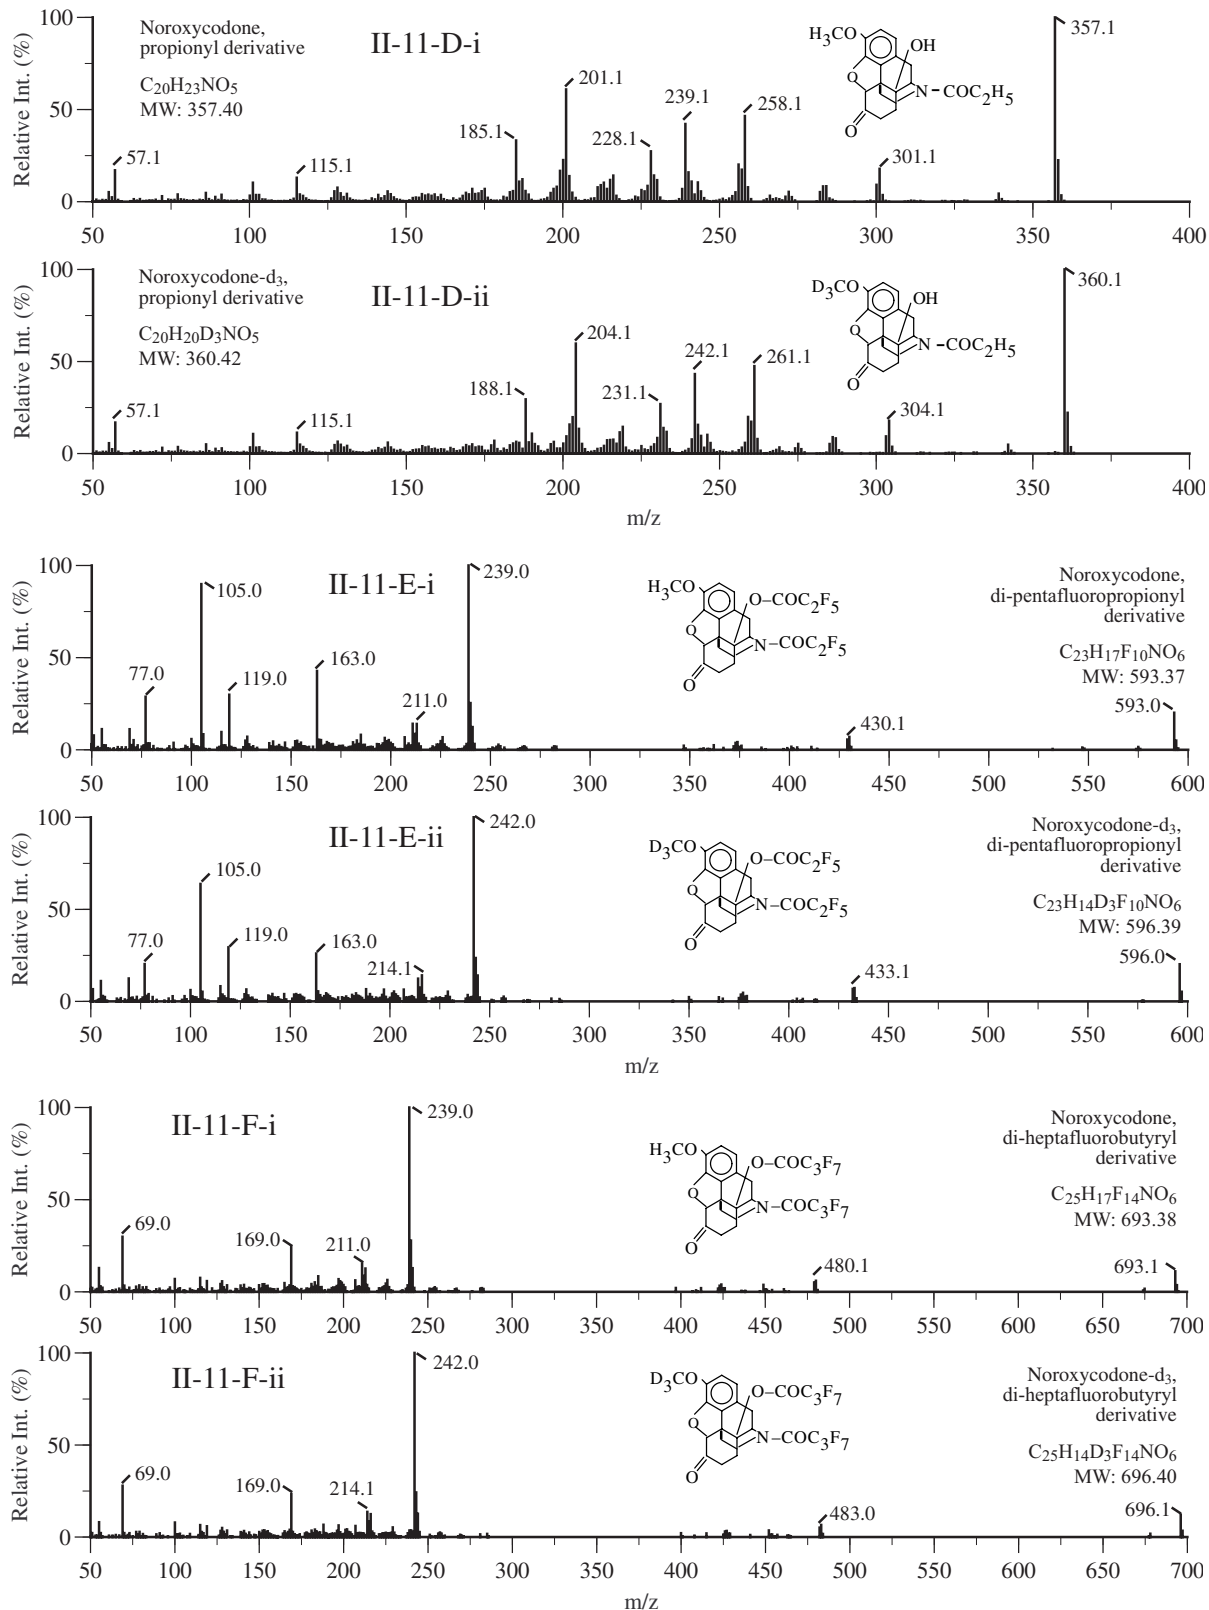 Relative Int. (%)
100
50
0
Noroxycodone,
propionyl derivative
C20H23NO5
MW: 357.40
II-11-D-i
57.1
115.1
185.1
201.1
228.1
239.1
258.1
301.1
357.1
H3CO
OH
O
N
COC2H5
O
50 100 150 200 250 300 350 400
Relative Int. (%)
100
50
0
Noroxycodone-d3,
propionyl derivative
C20H20D3NO5
MW: 360.42
II-11-D-ii
57.1
115.1
188.1
204.1
231.1
242.1
261.1
304.1
360.1
D3CO
OH
O
N
COC2H5
O
50 100 150 200 250 300 350 400
m/z
Relative Int. (%)
100
50
0
II-11-E-i
77.0
105.0
119.0
163.0
211.0
239.0
430.1
593.0
H3CO
O–COC2F5
O
N–COC2F5
O
Noroxycodone,
di-pentafluoropropionyl
derivative
C23H17F10NO6
MW: 593.37
50 100 150 200 250 300 350 400 450 500 550 600
Relative Int. (%)
100
50
0
II-11-E-ii
77.0
105.0
119.0
163.0
214.1
242.0
433.1
596.0
D3CO
O–COC2F5
O
N–COC2F5
O
Noroxycodone-d3,
di-pentafluoropropionyl
derivative
C23H14D3F10NO6
MW: 596.39
50 100 150 200 250 300 350 400 450 500 550 600
m/z
Relative Int. (%)
100
50
0
II-11-F-i
69.0
169.0
211.0
239.0
480.1
693.1
H3CO
O–COC3F7
O
N–COC3F7
O
Noroxycodone,
di-heptafluorobutyryl
derivative
C25H17F14NO6
MW: 693.38
50 100 150 200 250 300 350 400 450 500 550 600 650 700
Relative Int. (%)
100
50
0
II-11-F-ii
69.0
169.0
214.1
242.0
483.0
696.1
D3CO
O–COC3F7
O
N–COC3F7
O
Noroxycodone-d3,
di-heptafluorobutyryl
derivative
C25H14D3F14NO6
MW: 696.40
50 100 150 200 250 300 350 400 450 500 550 600 650 700
m/z